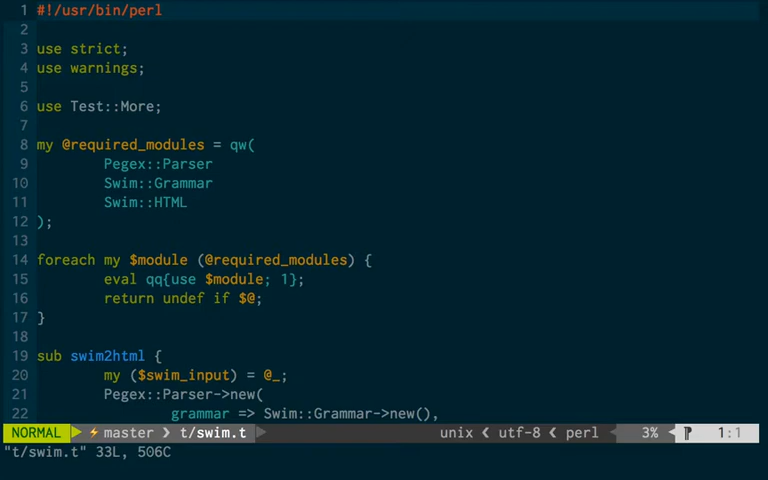 1 #!/usr/bin/perl
2
3 use strict;
4 use warnings;
5
6 use Test::More;
7
8 my @required_modules = qw(
9 Pegex::Parser
10 Swim::Grammar
11 Swim::HTML
12 );
13
14 foreach my $module (@required_modules) {
15 eval qq{use $module; 1};
16 return undef if $@;
17 }
18
19 sub swim2html {
20 my ($swim_input) = @_;
21 Pegex::Parser->new(
22 grammar => Swim::Grammar->new(),
NORMAL master t/swim.t unix utf-8 perl 3% 1:1
"t/swim.t" 33L, 506C